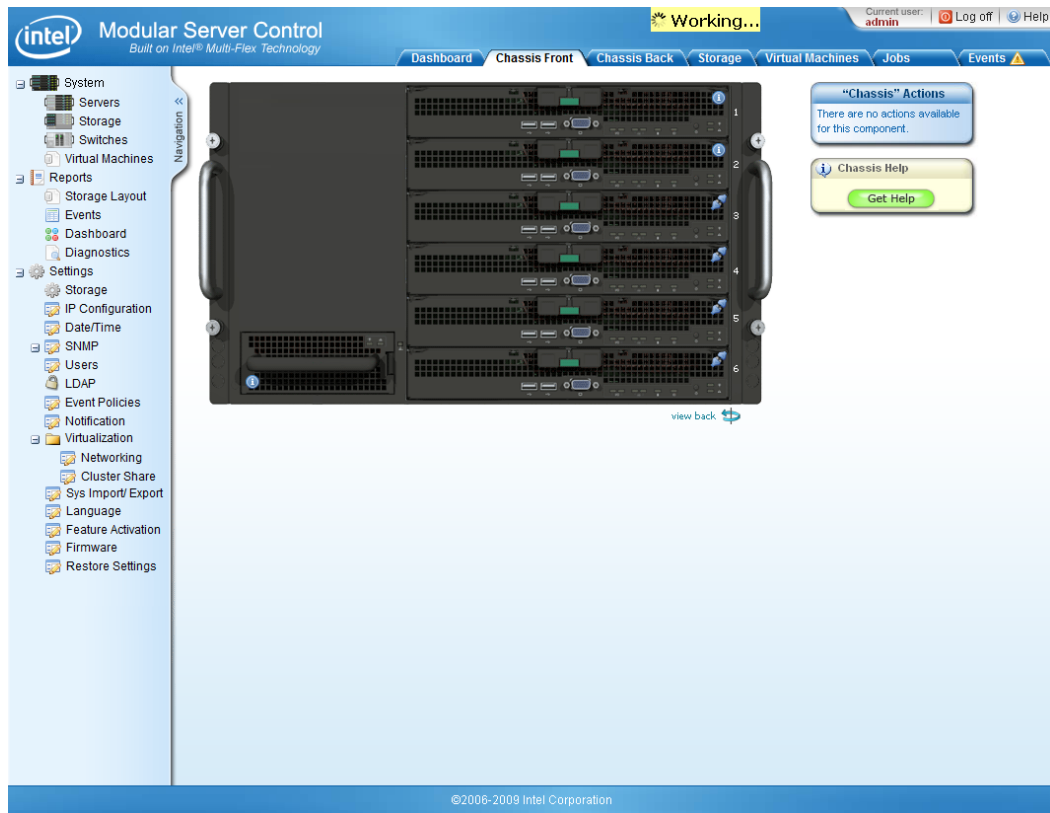 intel
Modular Server Control
Built on Intel® Multi-Flex Technology
Working...
Current user:
admin
Log off
Help
Dashboard
Chassis Front
Chassis Back
Storage
Virtual Machines
Jobs
Events
System
Servers
Storage
Switches
Virtual Machines
Reports
Storage Layout
Events
Dashboard
Diagnostics
Settings
Storage
IP Configuration
Date/Time
SNMP
Users
LDAP
Event Policies
Notification
Virtualization
Networking
Cluster Share
Sys Import/ Export
Language
Feature Activation
Firmware
Restore Settings
«
Navigation
1
2
3
4
5
6
view back
“Chassis” Actions
There are no actions available
for this component.
Chassis Help
Get Help
©2006-2009 Intel Corporation